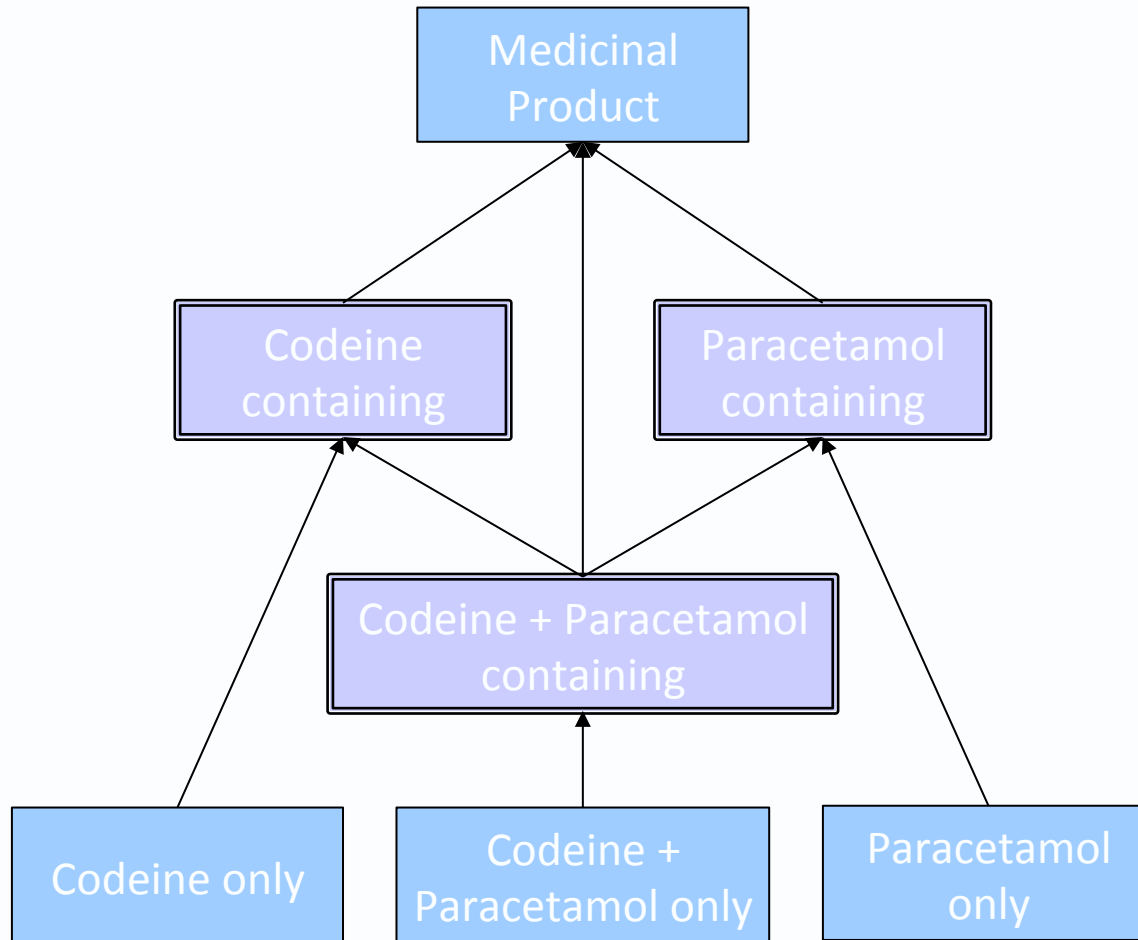 Medicinal
Product
Codeine
containing
Paracetamol
containing
Codeine + Paracetamol
containing
Codeine only
Codeine +
Paracetamol only
Paracetamol
only